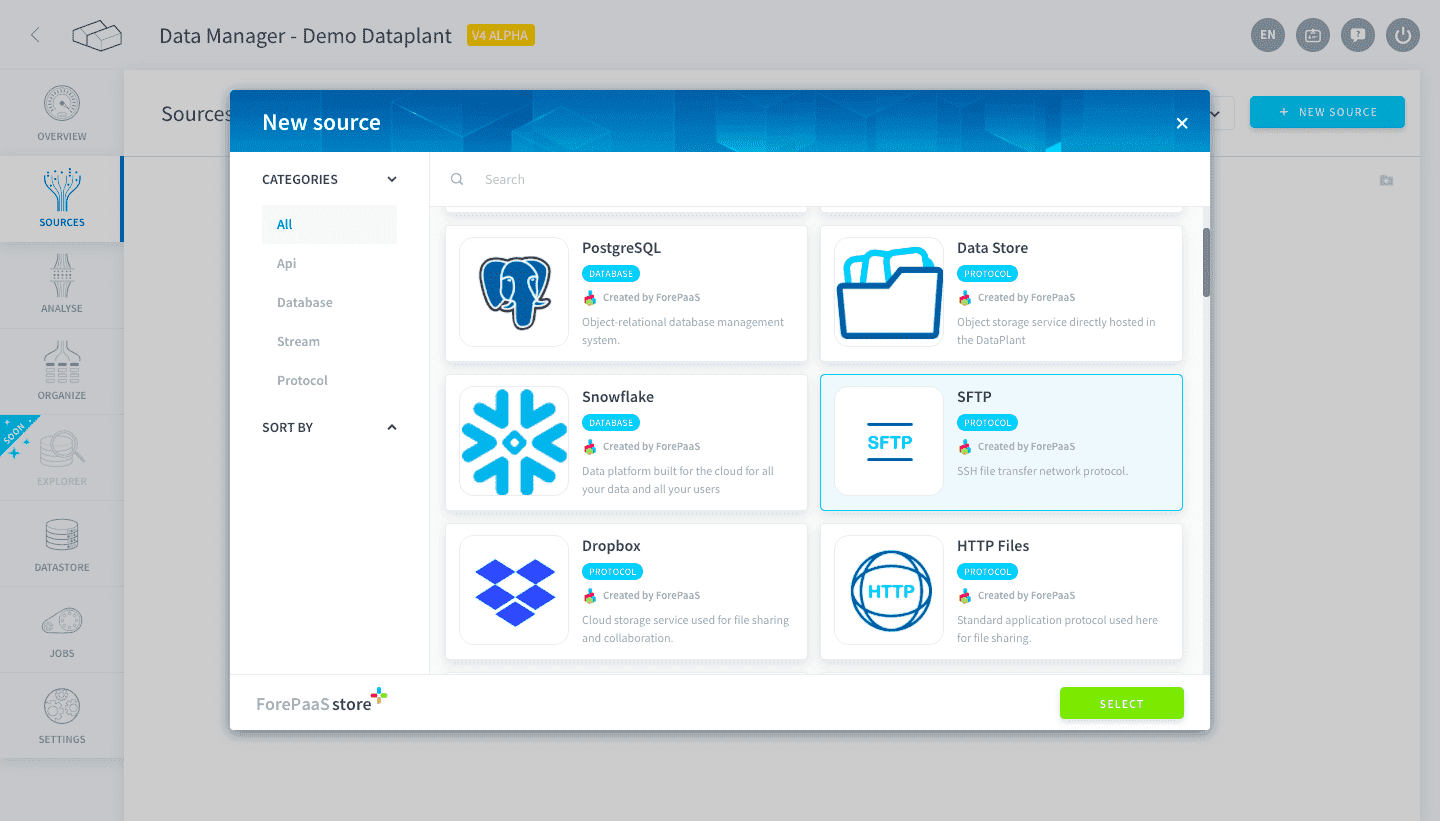 Data Manager - Demo Dataplant
V4 ALPHA
EN
OVERVIEW
SOURCES
ANALYSE
ORGANIZE
SOON
EXPLORER
DATASTORE
JOBS
SETTINGS
Sources
+ NEW SOURCE
New source
CATEGORIES
All
Api
Database
Stream
Protocol
SORT BY
Search
PostgreSQL
DATABASE
Created by ForePaaS
Object-relational database management
system.
Data Store
PROTOCOL
Created by ForePaaS
Object storage service directly hosted in
the DataPlant
Snowflake
DATABASE
Created by ForePaaS
Data platform built for the cloud for all
your data and all your users
SFTP
SFTP
PROTOCOL
Created by ForePaaS
SSH file transfer network protocol.
Dropbox
PROTOCOL
Created by ForePaaS
Cloud storage service used for file sharing
and collaboration.
HTTP
HTTP Files
PROTOCOL
Created by ForePaaS
Standard application protocol used here
for file sharing.
ForePaaS store
SELECT